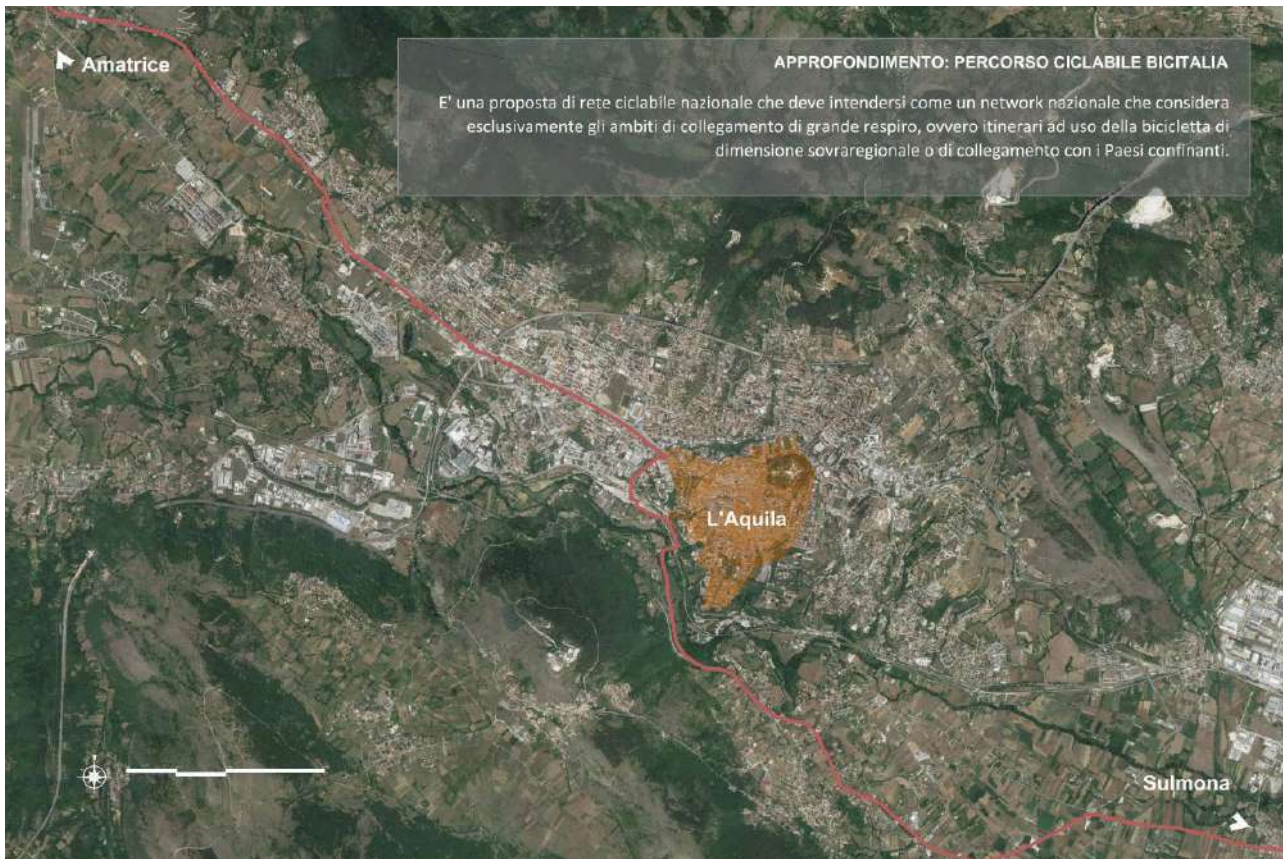 Amatrice
APPROFONDIMENTO: PERCORSO CICLABILE BICITALIA
E' una proposta di rete ciclabile nazionale che deve intendersi come un network nazionale che considera
esclusivamente gli ambiti di collegamento di grande respiro, ovvero itinerari ad uso della bicicletta di
dimensione sovraregionale o di collegamento con i Paesi confinanti.
L'Aquila
Sulmona